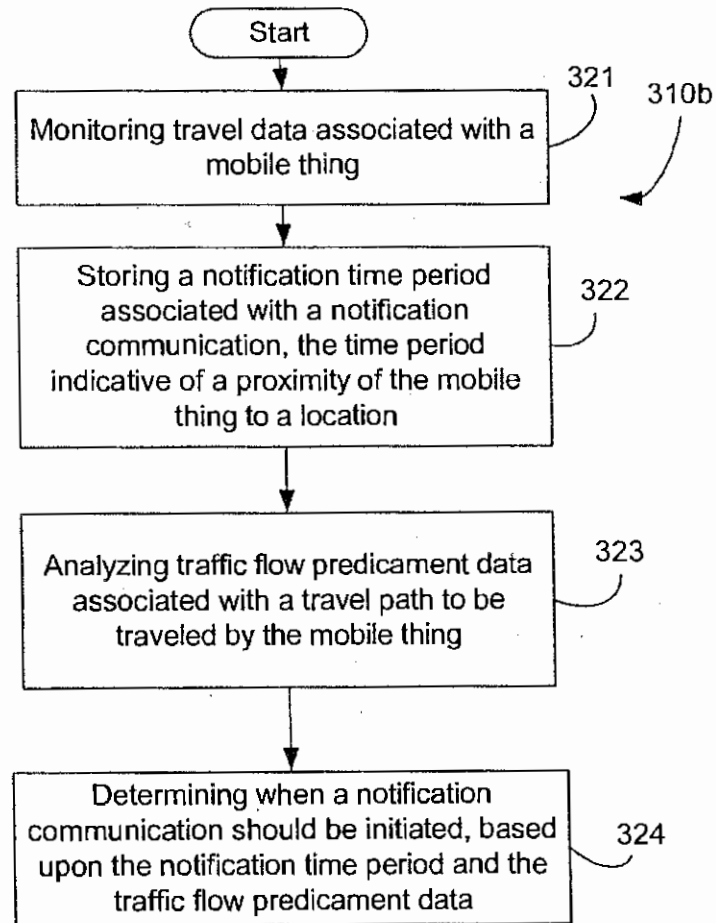 Start
321
310b
Monitoring travel data associated with a
mobile thing
Storing a notification time period
associated with a notification
communication, the time period
indicative of a proximity of the mobile
thing to a location
322
Analyzing traffic flow predicament data
associated with a travel path to be
traveled by the mobile thing
323
Determining when a notification
communication should be initiated, based
upon the notification time period and the
traffic flow predicament data
324